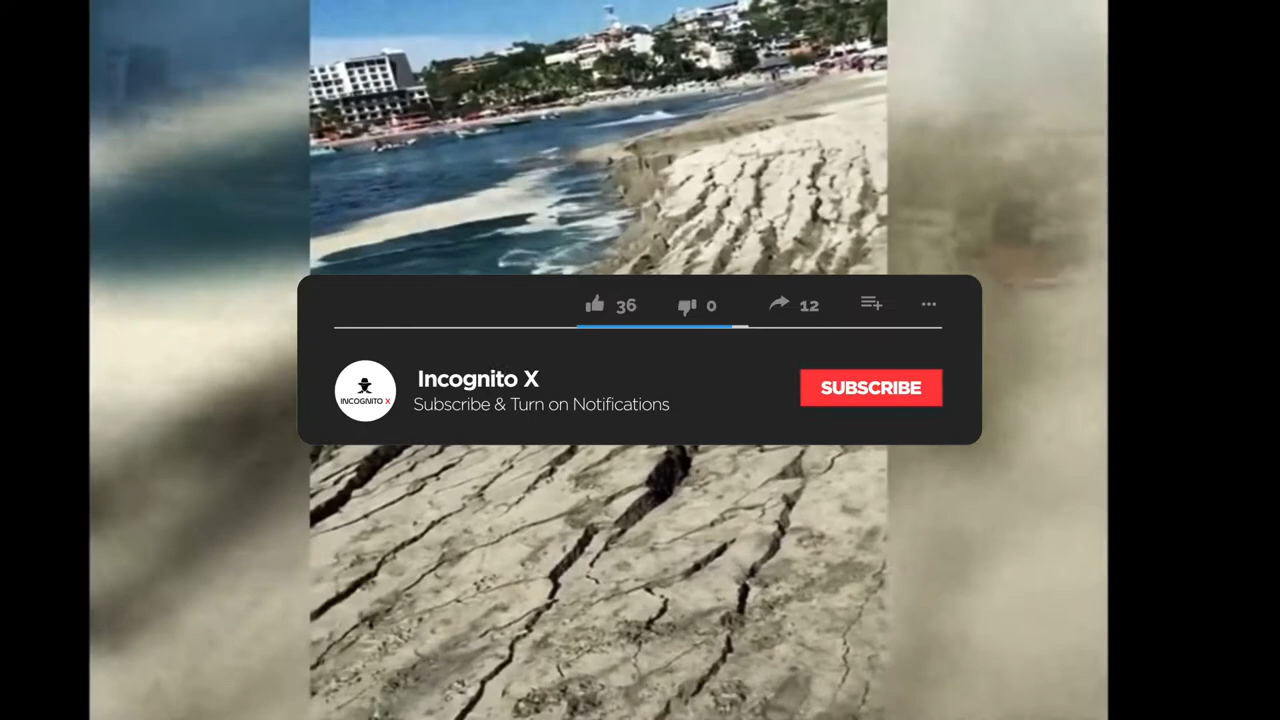 36
0
12
INCOGNITO X
Incognito X
Subscribe & Turn on Notifications
SUBSCRIBE